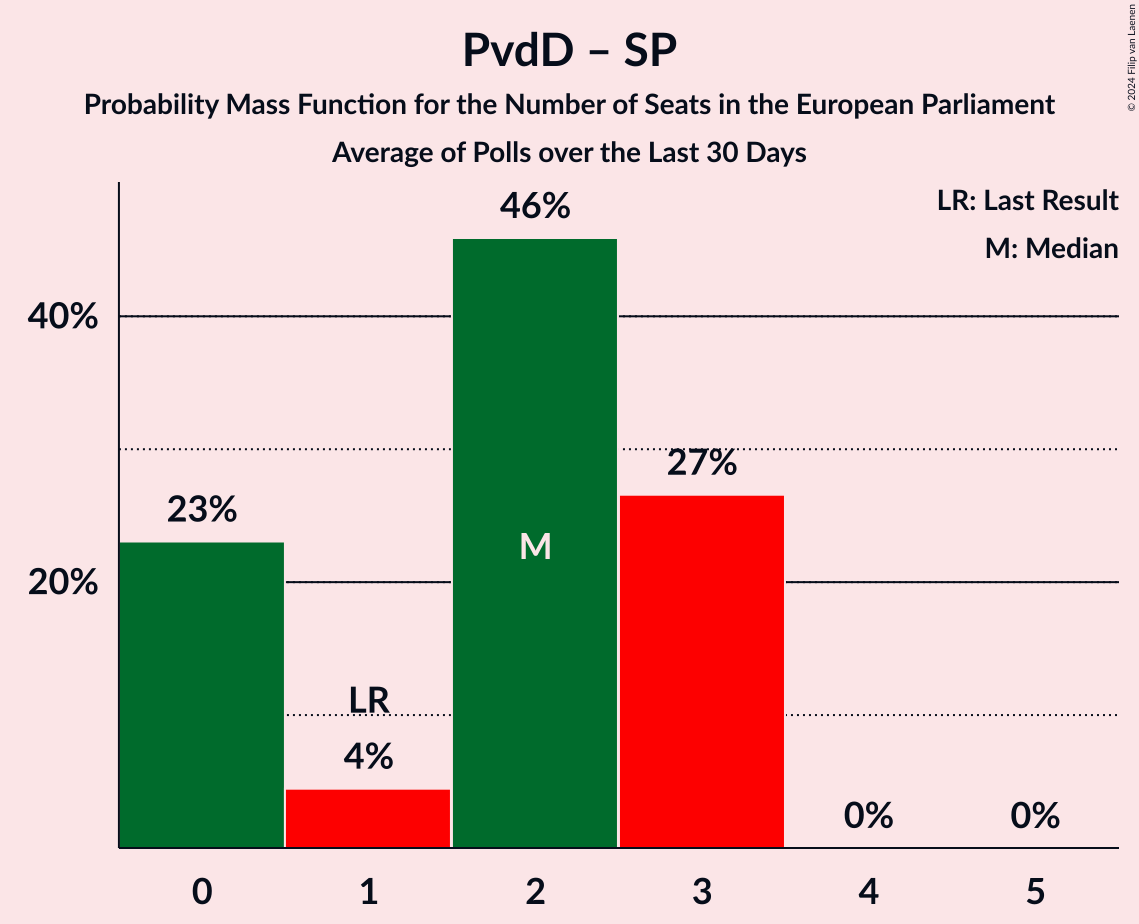 PvdD – SP
Probability Mass Function for the Number of Seats in the European Parliament
Average of Polls over the Last 30 Days
© 2024 Filip van Laenen
LR: Last Result
M: Median
46%
40%
27%
23%
M
20%
LR
4%
0%
0%
0
1
2
3
4
5